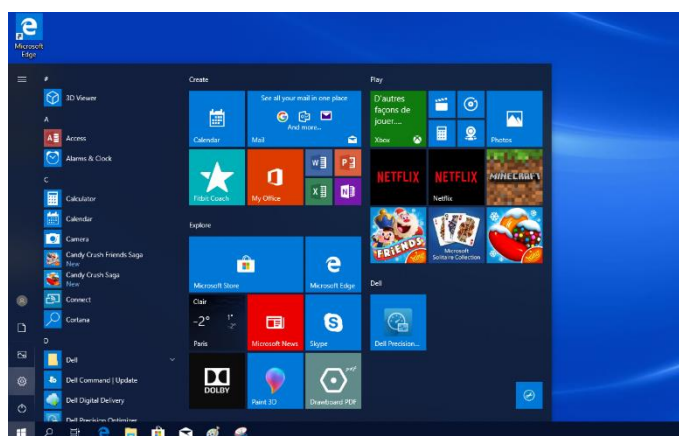 Microsoft
Edge
#
3D Viewer
A
Access
Alarms & Clock
C
Calculator
Calendar
Camera
Candy Crush Friends Saga
New
Candy Crush Saga
New
Connect
Cortana
D
Dell
Dell Command | Update
Dell Digital Delivery
Dell Precision Optimizer
Create
Calendar
See all your mail in one place
And more...
Mail
Fitbit Coach
My Office
Explore
Microsoft Store
Microsoft Edge
Clair
-2°
1°
-2°
Paris
Microsoft News
Skype
DOLBY
Paint 3D
Drawboard PDF
Play
D'autres
façons de
jouer....
Xbox
Photos
NETFLIX
NETFLIX
Netflix
MINECRAFT
FRIENDS
Microsoft
Solitaire Collection
Dell
Dell Precision...